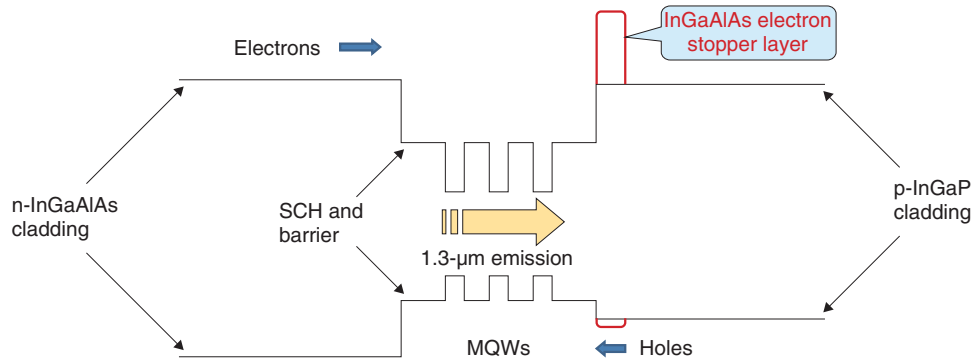 Electrons
InGaAlAs electron
stopper layer
n-InGaAlAs
cladding
SCH and
barrier
1.3-µm emission
p-InGaP
cladding
MQWs
Holes